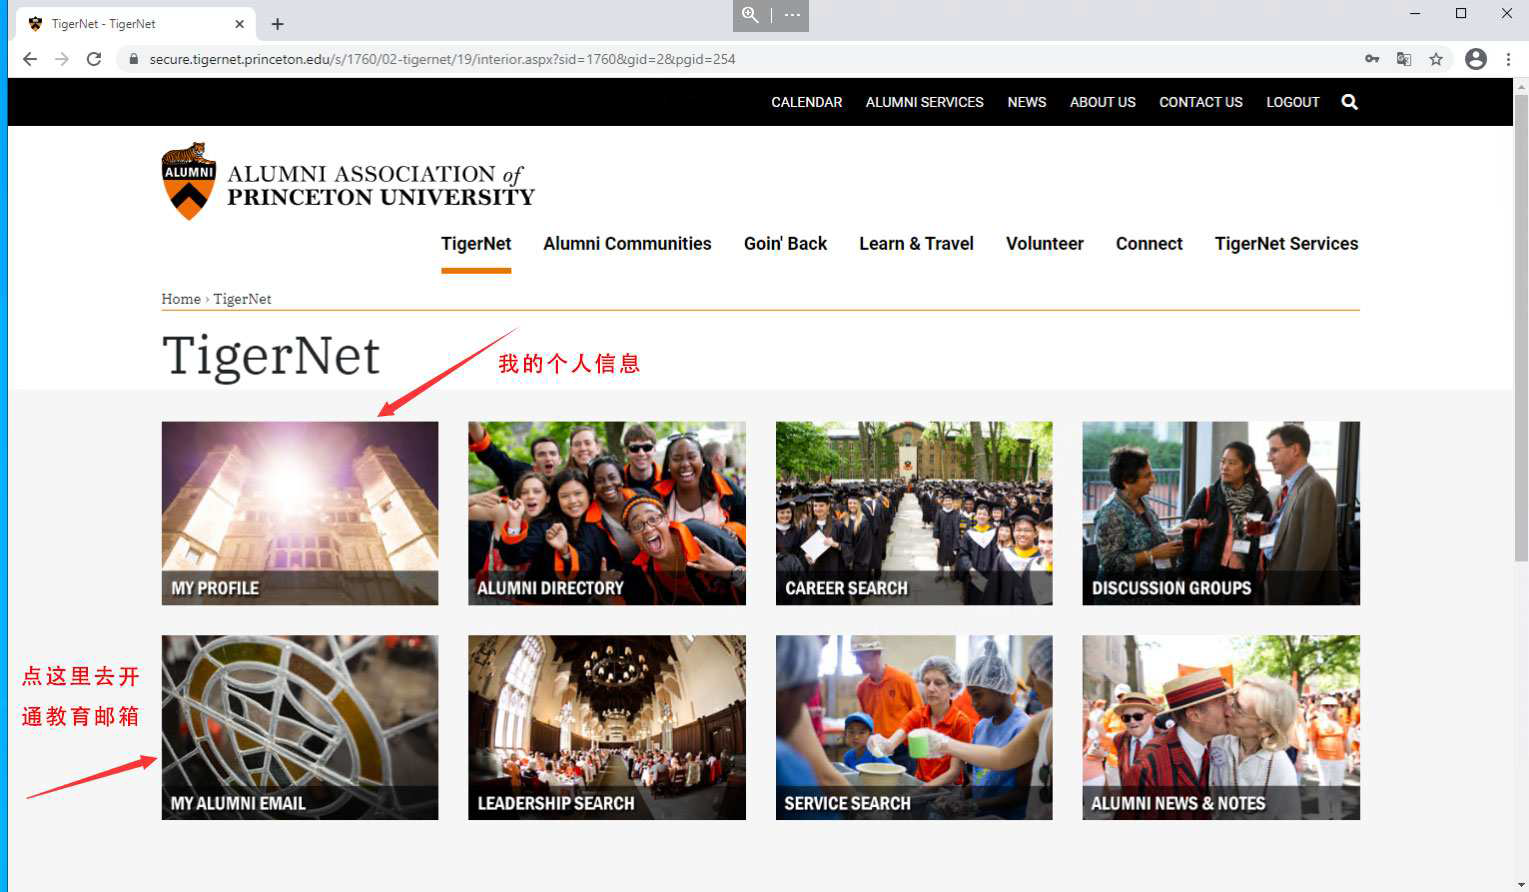 TigerNet - TigerNet
secure.tigernet.princeton.edu/s/1760/02-tigernet/19/interior.aspx?sid=1760&gid=2&pgid=254
CALENDAR ALUMNI SERVICES NEWS ABOUT US CONTACT US LOGOUT
ALUMNI
ALUMNI ASSOCIATION of
PRINCETON UNIVERSITY
TigerNet Alumni Communities Goin' Back Learn & Travel Volunteer Connect TigerNet Services
Home › TigerNet
TigerNet
我的个人信息
MY PROFILE ALUMNI DIRECTORY CAREER SEARCH DISCUSSION GROUPS
点这里去开
通教育邮箱
MY ALUMNI EMAIL LEADERSHIP SEARCH SERVICE SEARCH ALUMNI NEWS & NOTES